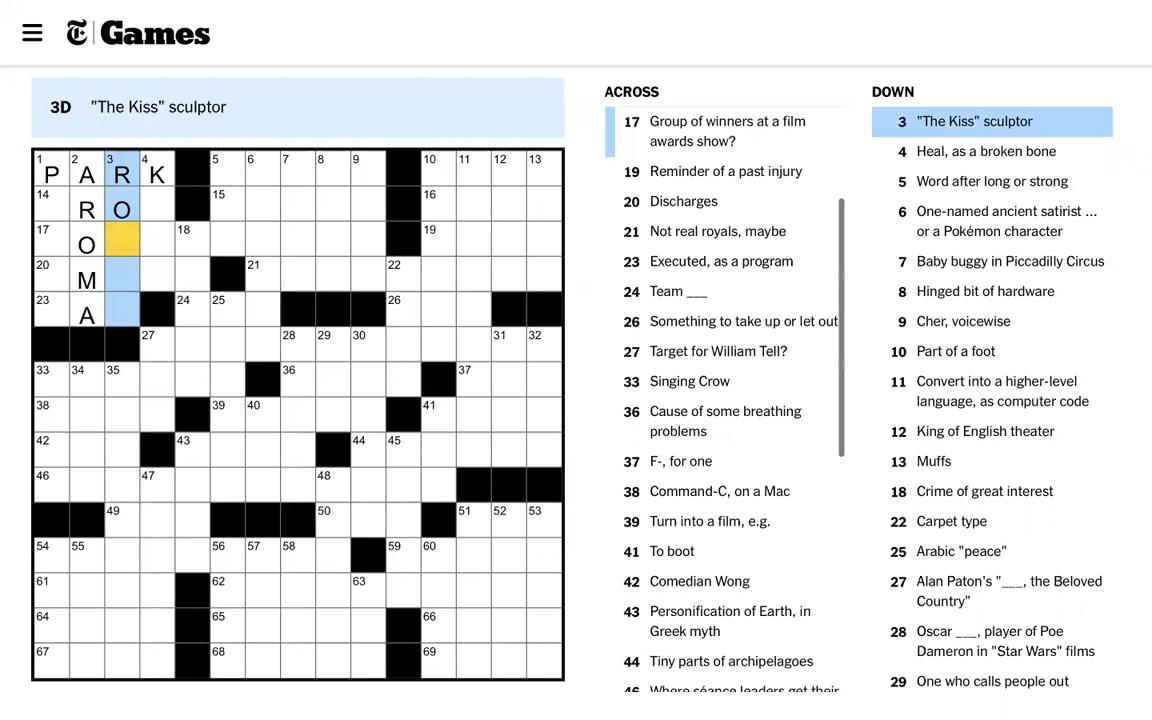 T Games
3D "The Kiss" sculptor
1 2 3 4 5 6 7 8 9 10 11 12 13
P A R K
14 15 16
R O
17 18 19
O
20 21 22
M
23 24 25 26
A
27 28 29 30 31 32
33 34 35 36 37
38 39 40 41
42 43 44 45
46 47 48
49 50 51 52 53
54 55 56 57 58 59 60
61 62 63
64 65 66
67 68 69
ACROSS
17 Group of winners at a film
awards show?
19 Reminder of a past injury
20 Discharges
21 Not real royals, maybe
23 Executed, as a program
24 Team ___
26 Something to take up or let out
27 Target for William Tell?
33 Singing Crow
36 Cause of some breathing
problems
37 F-, for one
38 Command-C, on a Mac
39 Turn into a film, e.g.
41 To boot
42 Comedian Wong
43 Personification of Earth, in
Greek myth
44 Tiny parts of archipelagoes
46 Where séance leaders get their
DOWN
3 "The Kiss" sculptor
4 Heal, as a broken bone
5 Word after long or strong
6 One-named ancient satirist ...
or a Pokémon character
7 Baby buggy in Piccadilly Circus
8 Hinged bit of hardware
9 Cher, voicewise
10 Part of a foot
11 Convert into a higher-level
language, as computer code
12 King of English theater
13 Muffs
18 Crime of great interest
22 Carpet type
25 Arabic "peace"
27 Alan Paton's "___, the Beloved
Country"
28 Oscar ___, player of Poe
Dameron in "Star Wars" films
29 One who calls people out